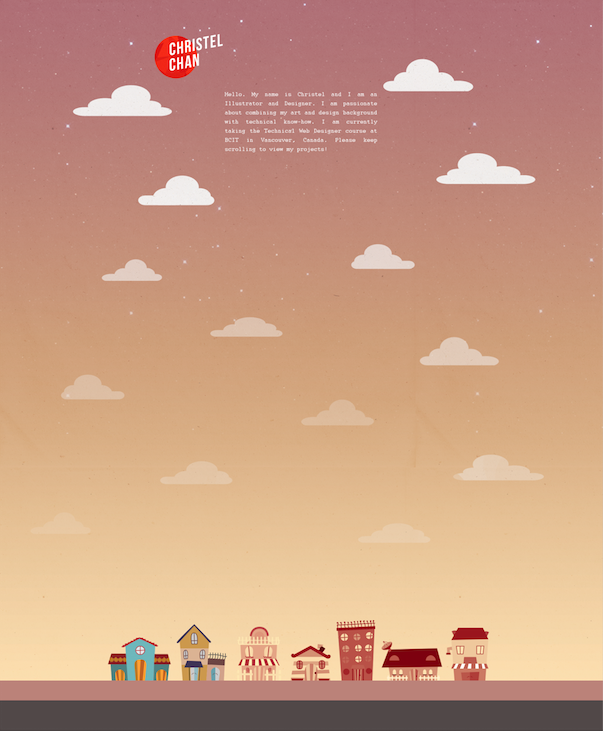 CHRISTEL
CHAN
Hello. My name is Christel and I am an
Illustrator and Designer. I am passionate
about combining my art and design background
with technical know-how. I am currently
taking the Technical Web Designer course at
BCIT in Vancouver, Canada. Please keep
scrolling to view my projects!